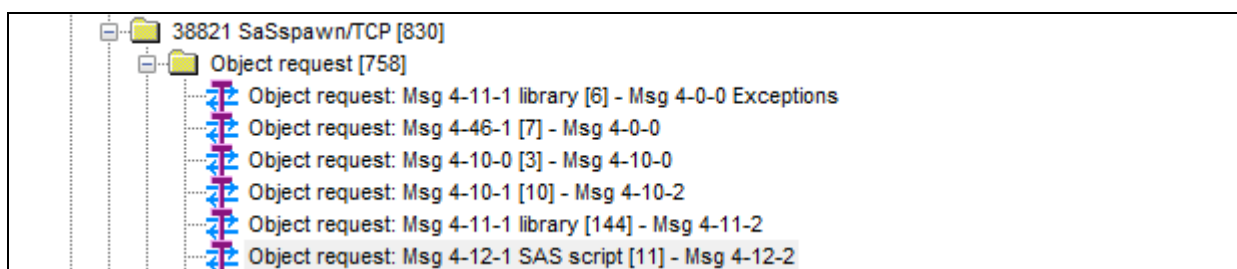 38821 SaSspawn/TCP [830]
Object request [758]
Object request: Msg 4-11-1 library [6] - Msg 4-0-0 Exceptions
Object request: Msg 4-46-1 [7] - Msg 4-0-0
Object request: Msg 4-10-0 [3] - Msg 4-10-0
Object request: Msg 4-10-1 [10] - Msg 4-10-2
Object request: Msg 4-11-1 library [144] - Msg 4-11-2
Object request: Msg 4-12-1 SAS script [11] - Msg 4-12-2